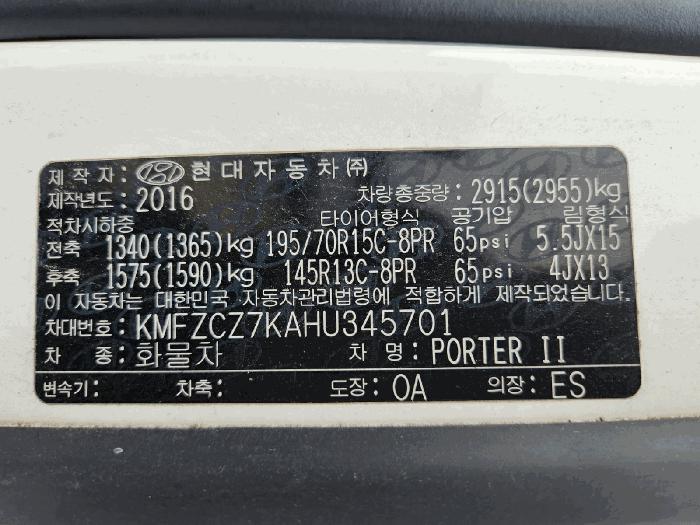 제 작 자 : 현대자동차㈜
제작년도 : 2016 차량총중량 : 2915(2955)kg
적차시하중 타이어형식 공기압 림형식
전축 1340(1365)kg 195/70R15C-8PR 65psi 5.5JX15
후축 1575(1590)kg 145R13C-8PR 65psi 4JX13
이 자동차는 대한민국 자동차관리법령에 적합하게 제작되었습니다.
차대번호 : KMFZCZ7KAHU345701
차 종 : 화물차 차 명 : PORTER II
변속기 : 차축 : 도장 : OA 의장 : ES